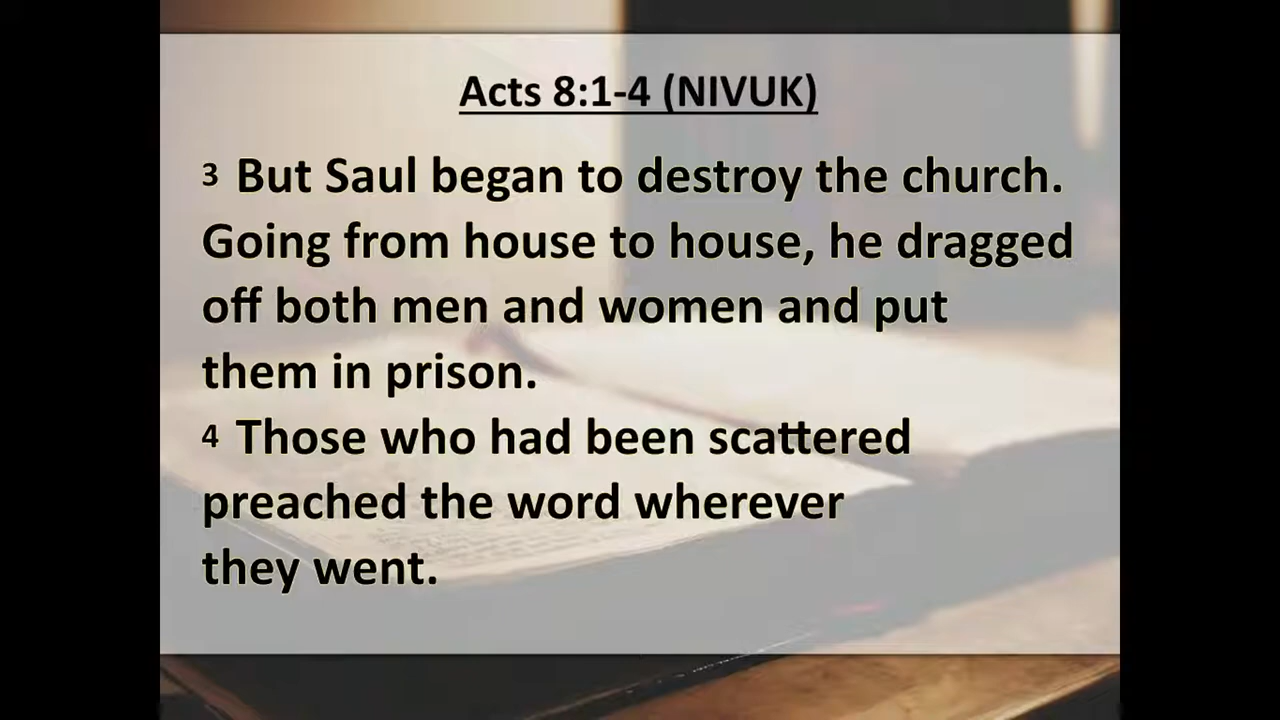 Acts 8:1-4 (NIVUK)
3 But Saul began to destroy the church.
Going from house to house, he dragged
off both men and women and put
them in prison.
4 Those who had been scattered
preached the word wherever
they went.